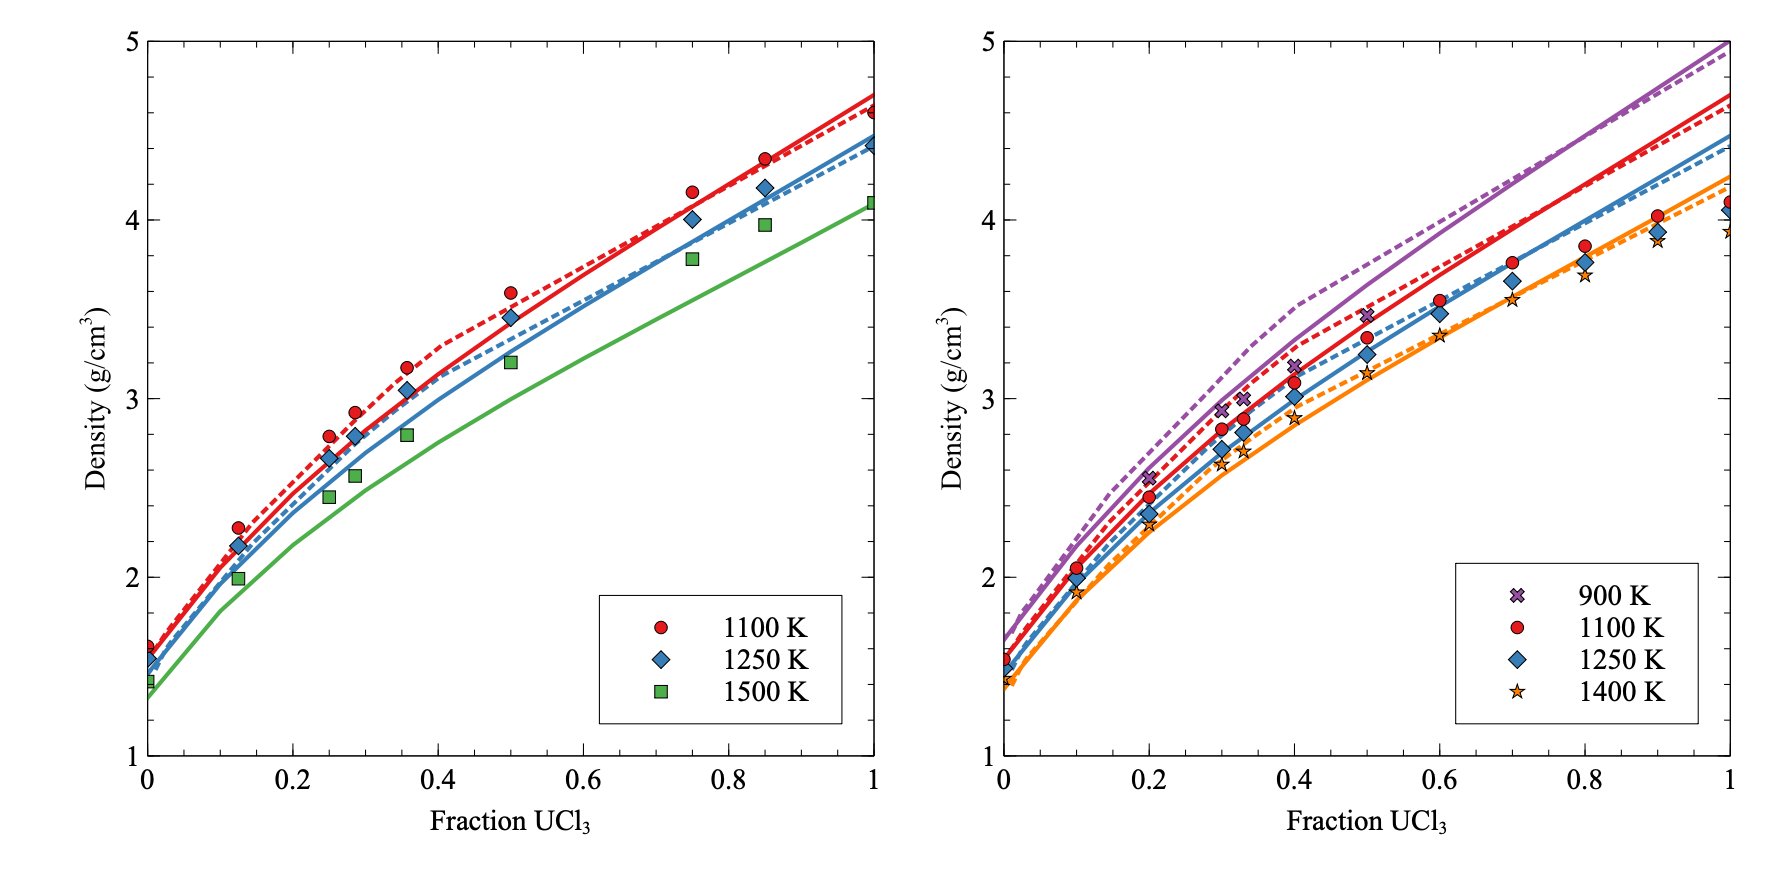 5
4
3
2
1
Density (g/cm³)
0 0.2 0.4 0.6 0.8 1
Fraction UCl₃
1100 K
1250 K
1500 K
5
4
3
2
1
Density (g/cm³)
0 0.2 0.4 0.6 0.8 1
Fraction UCl₃
900 K
1100 K
1250 K
1400 K